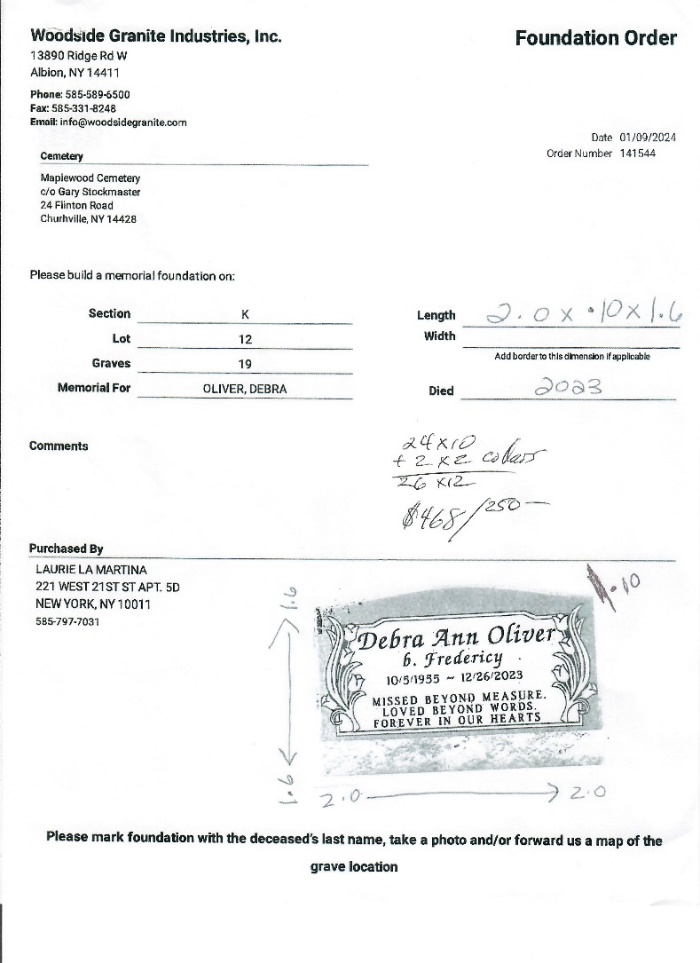 Woodside Granite Industries, Inc.
Foundation Order
13890 Ridge Rd W
Albion, NY 14411
Phone: 585-589-6500
Fax: 585-331-8248
Email: info@woodsidegranite.com
Date 01/09/2024
Order Number 141544
Cemetery
Maplewood Cemetery
c/o Gary Stockmaster
24 Flinton Road
Churhville, NY 14428
Please build a memorial foundation on:
Section K
Length 2.0 x .10 x 1.6
Lot 12
Width
Add border to this dimension if applicable
Graves 19
Memorial For OLIVER, DEBRA
Died 2023
Comments
24 x 10
+ 2 x 2
26 x 12
$468/250—
Purchased By
LAURIE LA MARTINA
221 WEST 21ST ST APT. 5D
NEW YORK, NY 10011
585-797-7031
.10
1.6
Debra Ann Oliver
b. Fredericy
10/5/1955 ~ 12/26/2023
MISSED BEYOND MEASURE.
LOVED BEYOND WORDS.
FOREVER IN OUR HEARTS
1.6
2.0 2.0
Please mark foundation with the deceased's last name, take a photo and/or forward us a map of the
grave location